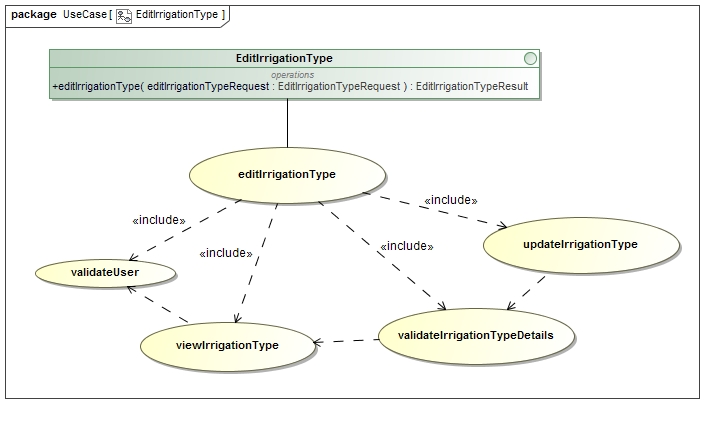 package UseCase[ EditIrrigationType ]
EditIrrigationType
operations
+editIrrigationType( editIrrigationTypeRequest : EditIrrigationTypeRequest ) : EditIrrigationTypeResult
editIrrigationType
«include»
«include»
«include»
«include»
updateIrrigationType
validateUser
viewIrrigationType
validateIrrigationTypeDetails